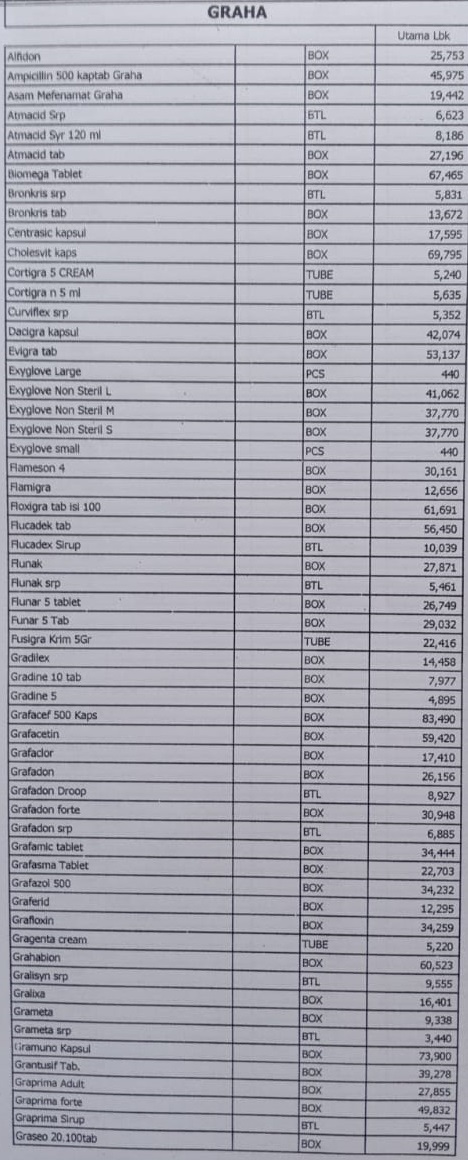 GRAHA
Utama Lbk
Alfidon BOX 25,753
Ampicillin 500 kaptab Graha BOX 45,975
Asam Mefenamat Graha BOX 19,442
Atmacid Srp BTL 6,623
Atmacid Syr 120 ml BTL 8,186
Atmacid tab BOX 27,196
Biomega Tablet BOX 67,465
Bronkris srp BTL 5,831
Bronkris tab BOX 13,672
Centrasic kapsul BOX 17,595
Cholesvit kaps BOX 69,795
Cortigra 5 CREAM TUBE 5,240
Cortigra n 5 ml TUBE 5,635
Curviflex srp BTL 5,352
Dacigra kapsul BOX 42,074
Evigra tab BOX 53,137
Exyglove Large PCS 440
Exyglove Non Steril L BOX 41,062
Exyglove Non Steril M BOX 37,770
Exyglove Non Steril S BOX 37,770
Exyglove small PCS 440
Flameson 4 BOX 30,161
Flamigra BOX 12,656
Floxigra tab isi 100 BOX 61,691
Flucadek tab BOX 56,450
Flucadex Sirup BTL 10,039
Flunak BOX 27,871
Flunak srp BTL 5,461
Flunar 5 tablet BOX 26,749
Funar 5 Tab BOX 29,032
Fusigra Krim 5Gr TUBE 22,416
Gradilex BOX 14,458
Gradine 10 tab BOX 7,977
Gradine 5 BOX 4,895
Grafacef 500 Kaps BOX 83,490
Grafacetin BOX 59,420
Grafaclor BOX 17,410
Grafadon BOX 26,156
Grafadon Droop BTL 8,927
Grafadon forte BOX 30,948
Grafadon srp BTL 6,885
Grafamic tablet BOX 34,444
Grafasma Tablet BOX 22,703
Grafazol 500 BOX 34,232
Graferid BOX 12,295
Grafloxin BOX 34,259
Gragenta cream TUBE 5,220
Grahabion BOX 60,523
Gralisyn srp BTL 9,555
Gralixa BOX 16,401
Grameta BOX 9,338
Grameta srp BTL 3,440
Gramuno Kapsul BOX 73,900
Grantusif Tab. BOX 39,278
Graprima Adult BOX 27,855
Graprima forte BOX 49,832
Graprima Sirup BTL 5,447
Graseo 20.100tab BOX 19,999